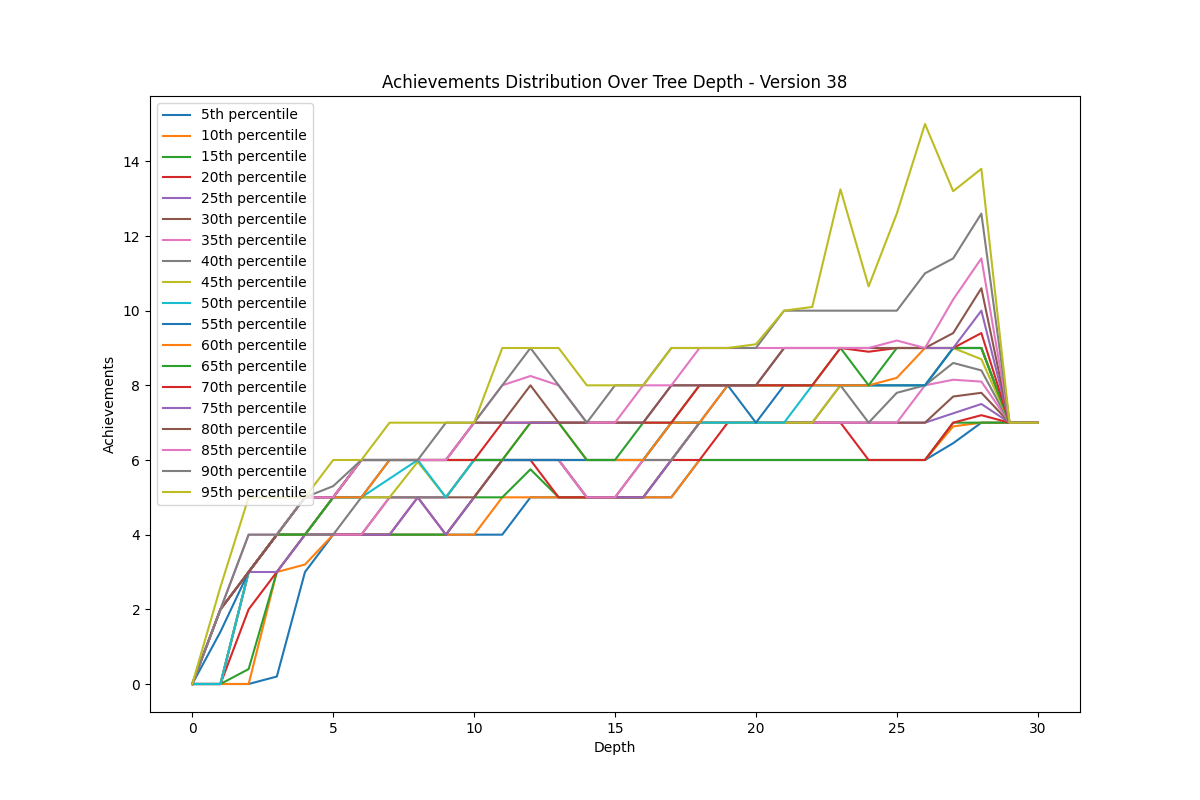 Achievements Distribution Over Tree Depth - Version 38
5th percentile
10th percentile
15th percentile
20th percentile
25th percentile
30th percentile
35th percentile
40th percentile
45th percentile
50th percentile
55th percentile
60th percentile
65th percentile
70th percentile
75th percentile
80th percentile
85th percentile
90th percentile
95th percentile
Achievements
14
12
10
8
6
4
2
0
0 5 10 15 20 25 30
Depth